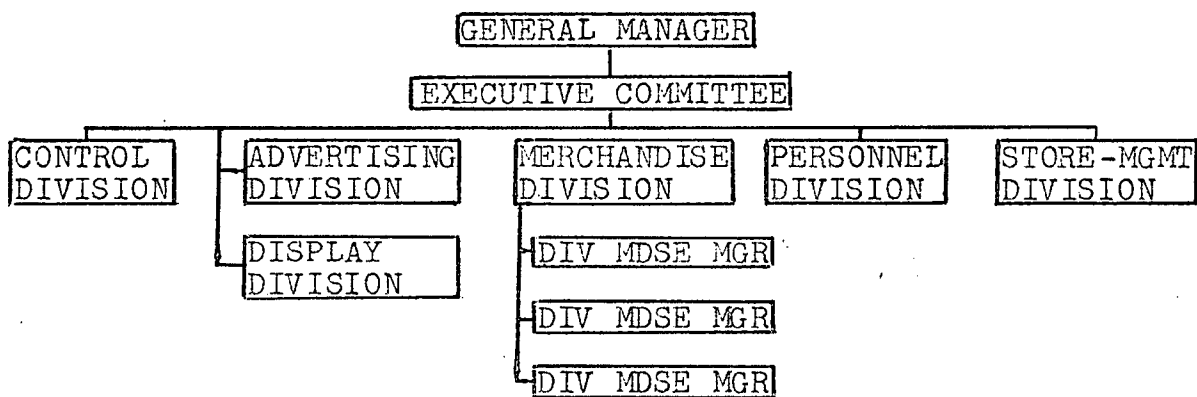 GENERAL MANAGER
EXECUTIVE COMMITTEE
CONTROL
DIVISION
ADVERTISING
DIVISION
DISPLAY
DIVISION
MERCHANDISE
DIVISION
DIV MDSE MGR
DIV MDSE MGR
DIV MDSE MGR
PERSONNEL
DIVISION
STORE-MGMT
DIVISION